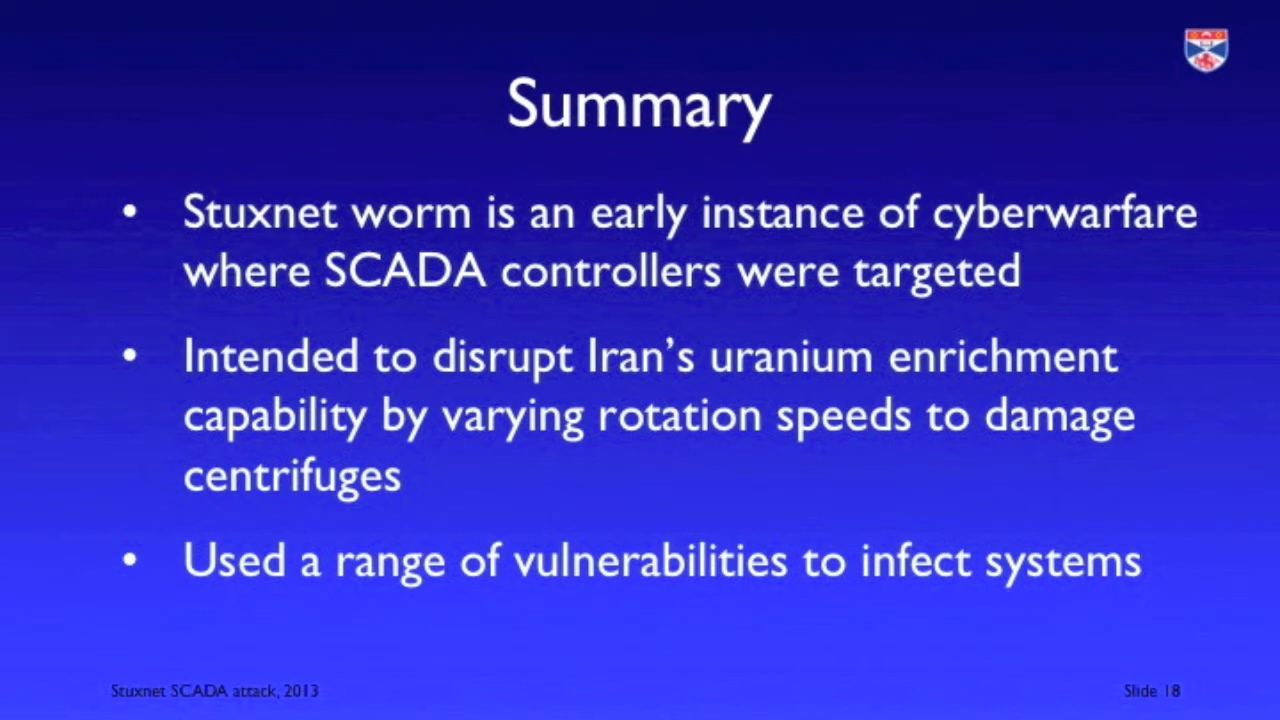 Summary
• Stuxnet worm is an early instance of cyberwarfare
where SCADA controllers were targeted
• Intended to disrupt Iran’s uranium enrichment
capability by varying rotation speeds to damage
centrifuges
• Used a range of vulnerabilities to infect systems
Stuxnet SCADA attack, 2013
Slide 18